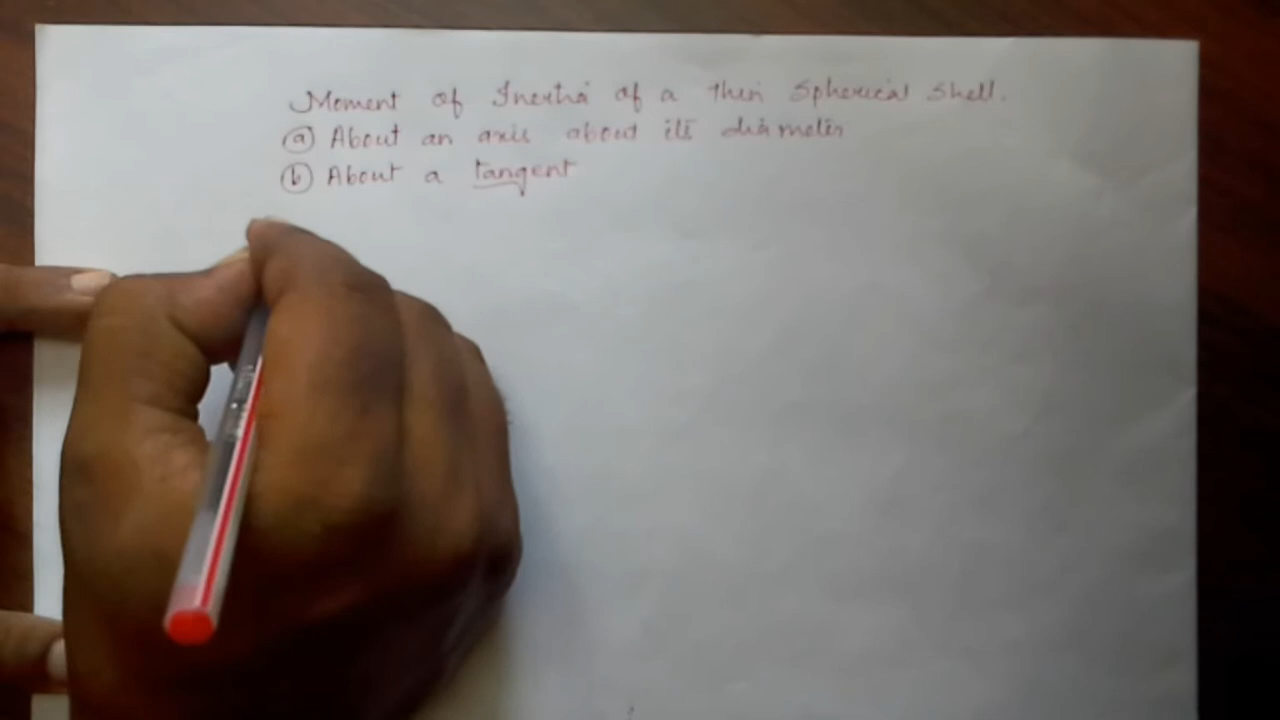 Moment of Inertia of a thin Spherical Shell.
(a) About an axis about its diameter
(b) About a tangent